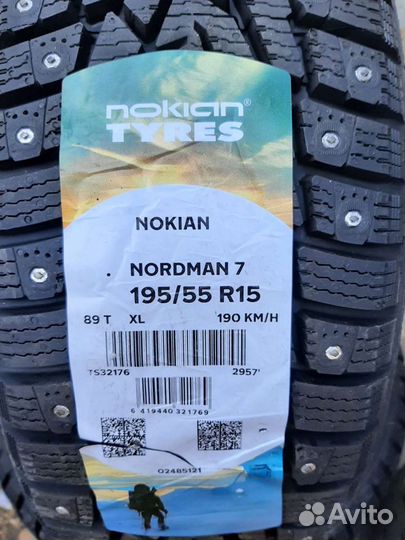 nokian®
TYRES
NOKIAN
NORDMAN 7
195/55 R15
89 T XL 190 KM/H
TS32176 2957
6 419440 321769
02485121
Avito